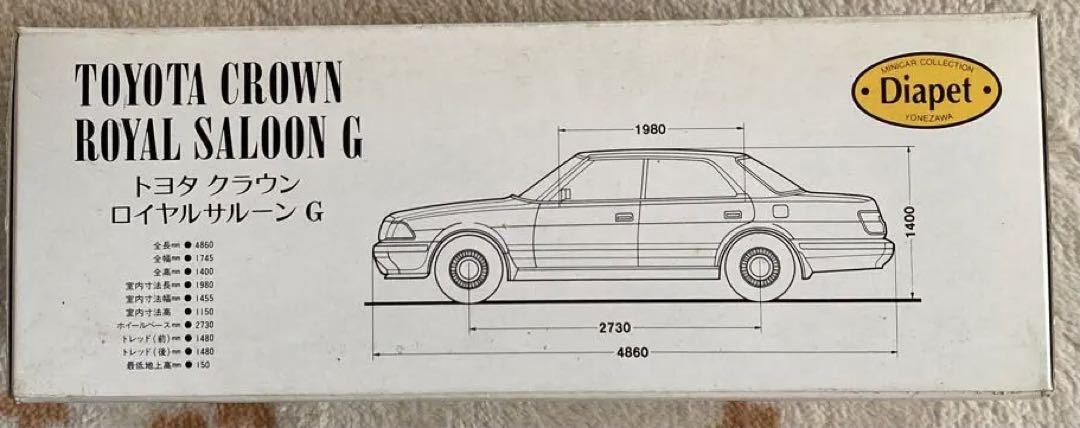 TOYOTA CROWN
ROYAL SALOON G
トヨタ クラウン
ロイヤルサルーン G
全長mm ● 4860
全幅mm ● 1745
全高mm ● 1400
室内寸法長mm ● 1980
室内寸法幅mm ● 1455
室内寸法高mm ● 1150
ホイールベースmm ● 2730
トレッド(前)mm ● 1480
トレッド(後)mm ● 1480
最低地上高mm ● 150
MINICAR COLLECTION
• Diapet •
YONEZAWA
1980
1400
2730
4860